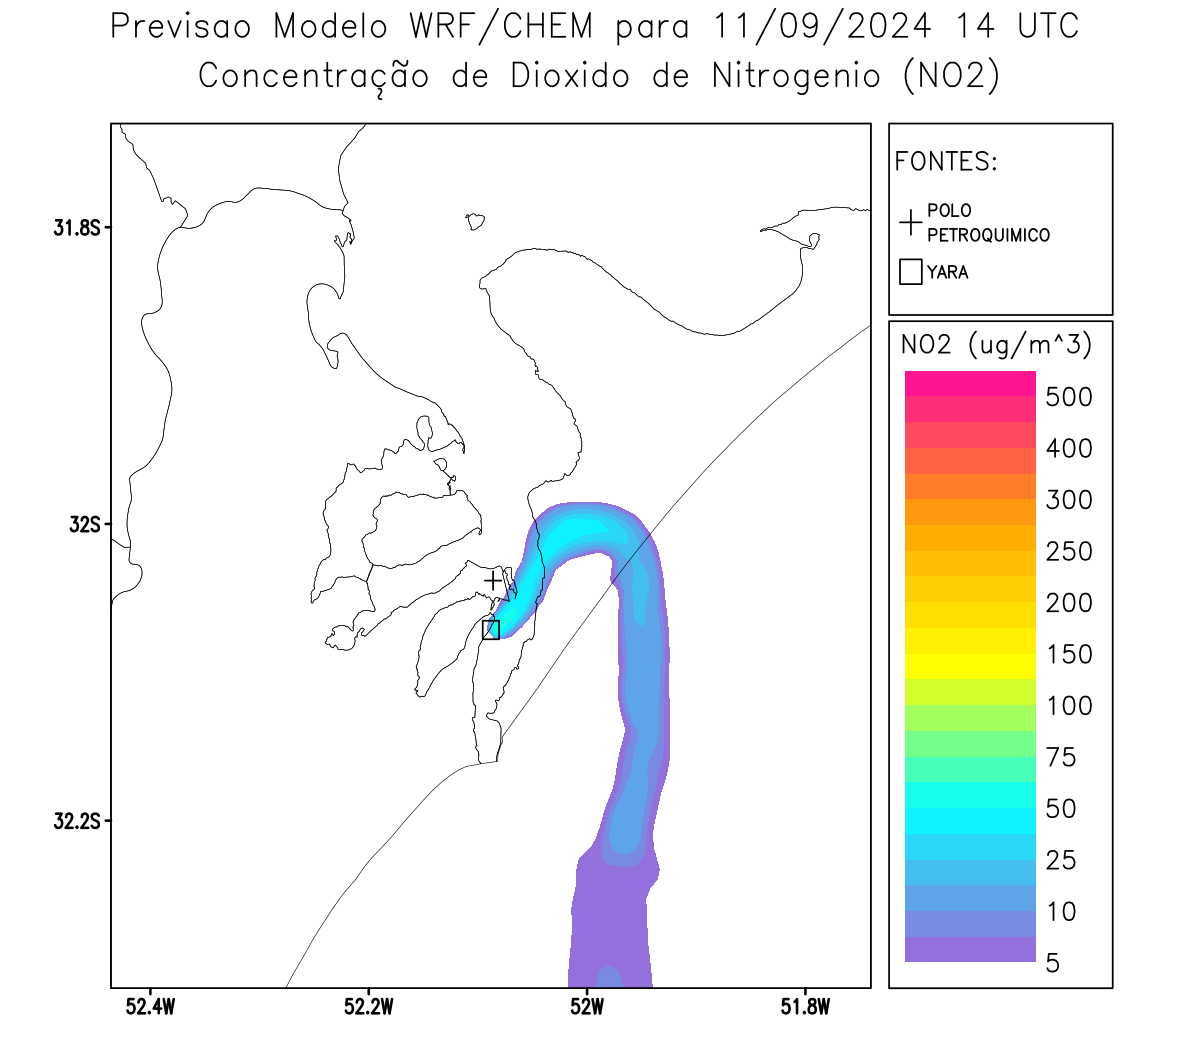 Previsao Modelo WRF/CHEM para 11/09/2024 14 UTC
Concentração de Dioxido de Nitrogenio (NO2)
FONTES:
POLO
PETROQUIMICO
YARA
NO2 (ug/m^3)
500
400
300
250
200
150
100
75
50
25
10
5
31.8S
32S
32.2S
52.4W
52.2W
52W
51.8W